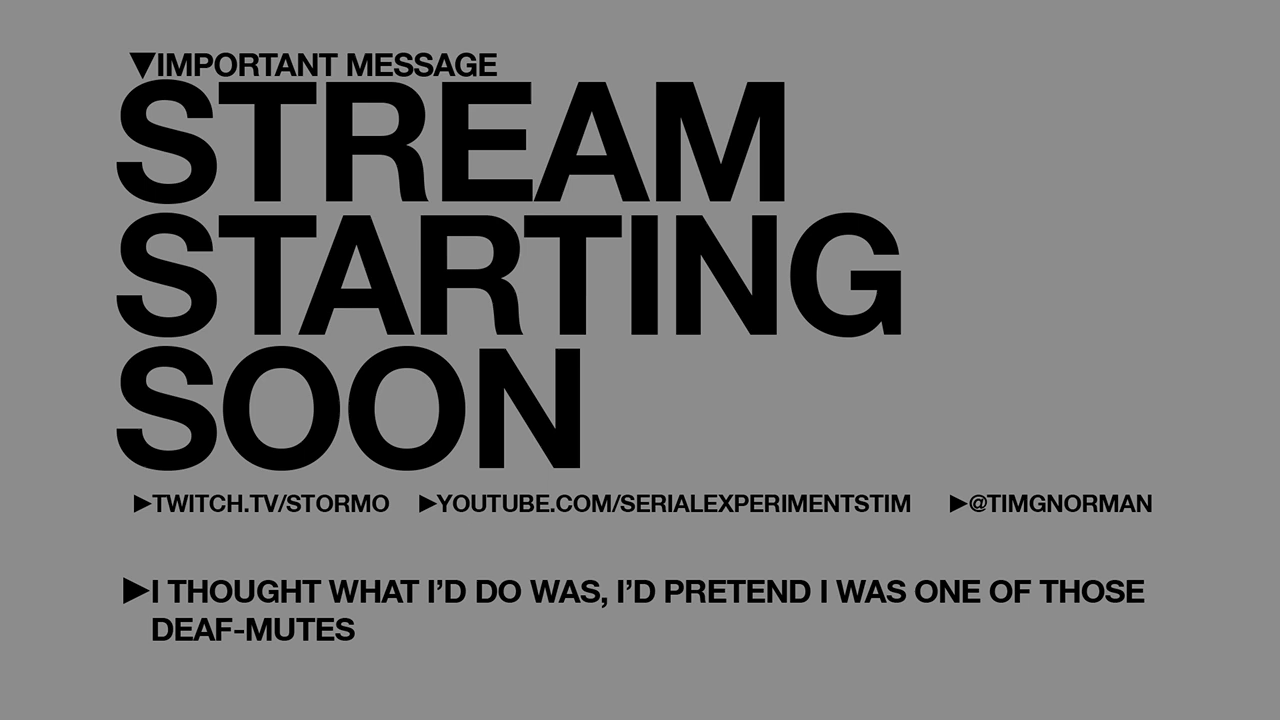 ▼IMPORTANT MESSAGE
STREAM
STARTING
SOON
▶TWITCH.TV/STORMO ▶YOUTUBE.COM/SERIALEXPERIMENTSTIM ▶@TIMGNORMAN
▶I THOUGHT WHAT I’D DO WAS, I’D PRETEND I WAS ONE OF THOSE
DEAF-MUTES